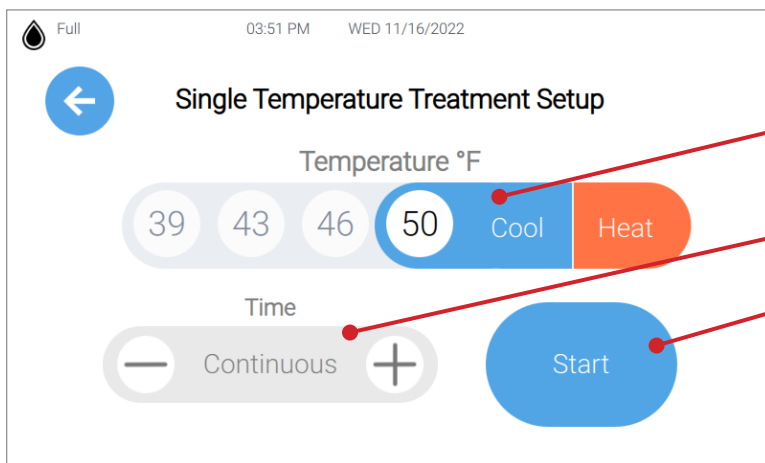 Full 03:51 PM WED 11/16/2022
Single Temperature Treatment Setup
Temperature °F
39 43 46 50 Cool Heat
Time
Continuous
Start